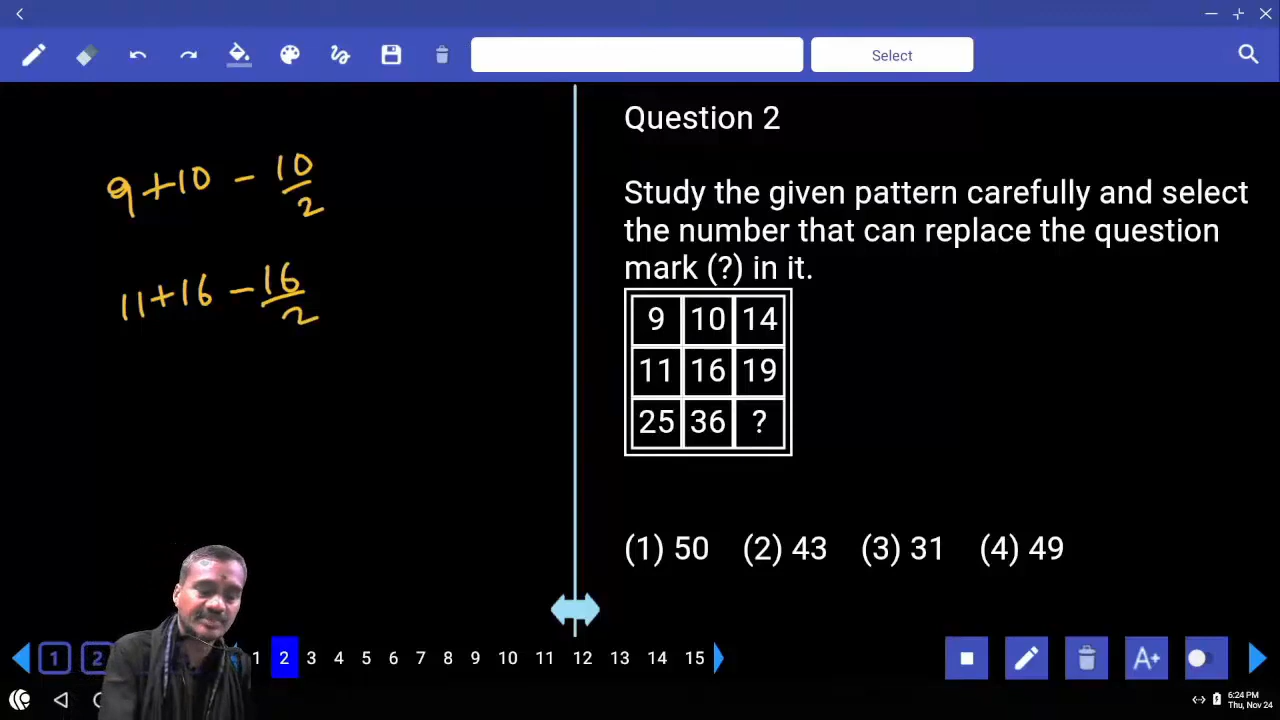 Select
Question 2
9+10 - 10/2
11+16 - 16/2
Study the given pattern carefully and select
the number that can replace the question
mark (?) in it.
9 10 14
11 16 19
25 36 ?
(1) 50 (2) 43 (3) 31 (4) 49
1 2 1 2 3 4 5 6 7 8 9 10 11 12 13 14 15 A+
6:24 PM
Thu, Nov 24